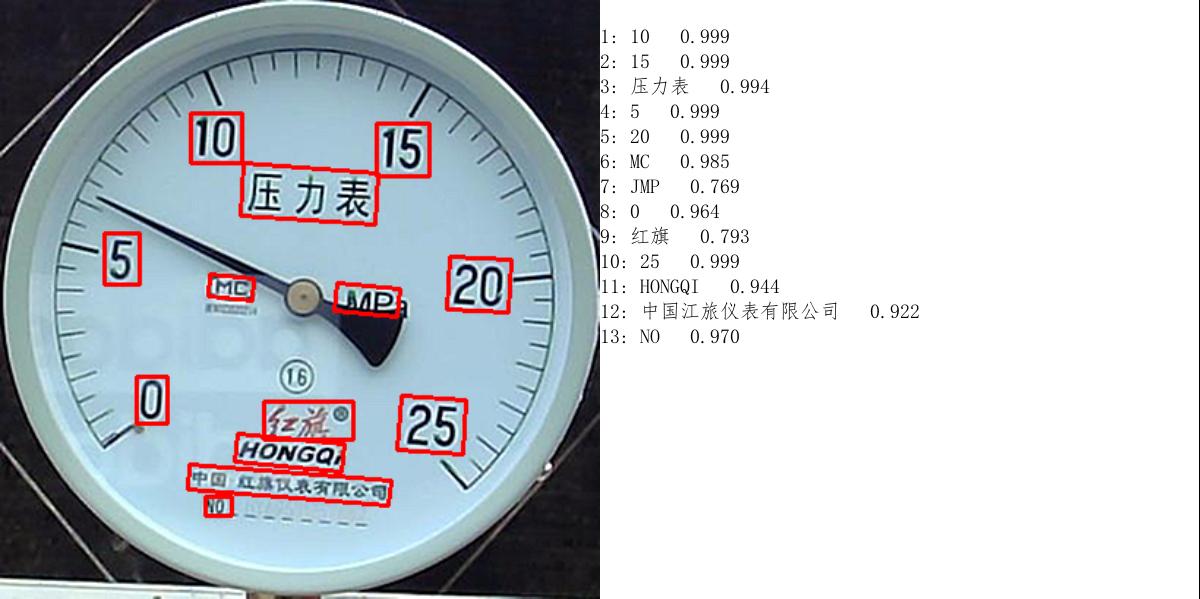 10
15
压力表
5
20
MC
MPa
16
0
25
红旗®
HONGQi
中国 红旗仪表有限公司
NO
1: 10 0.999
2: 15 0.999
3: 压力表 0.994
4: 5 0.999
5: 20 0.999
6: MC 0.985
7: JMP 0.769
8: 0 0.964
9: 红旗 0.793
10: 25 0.999
11: HONGQI 0.944
12: 中国江旅仪表有限公司 0.922
13: NO 0.970